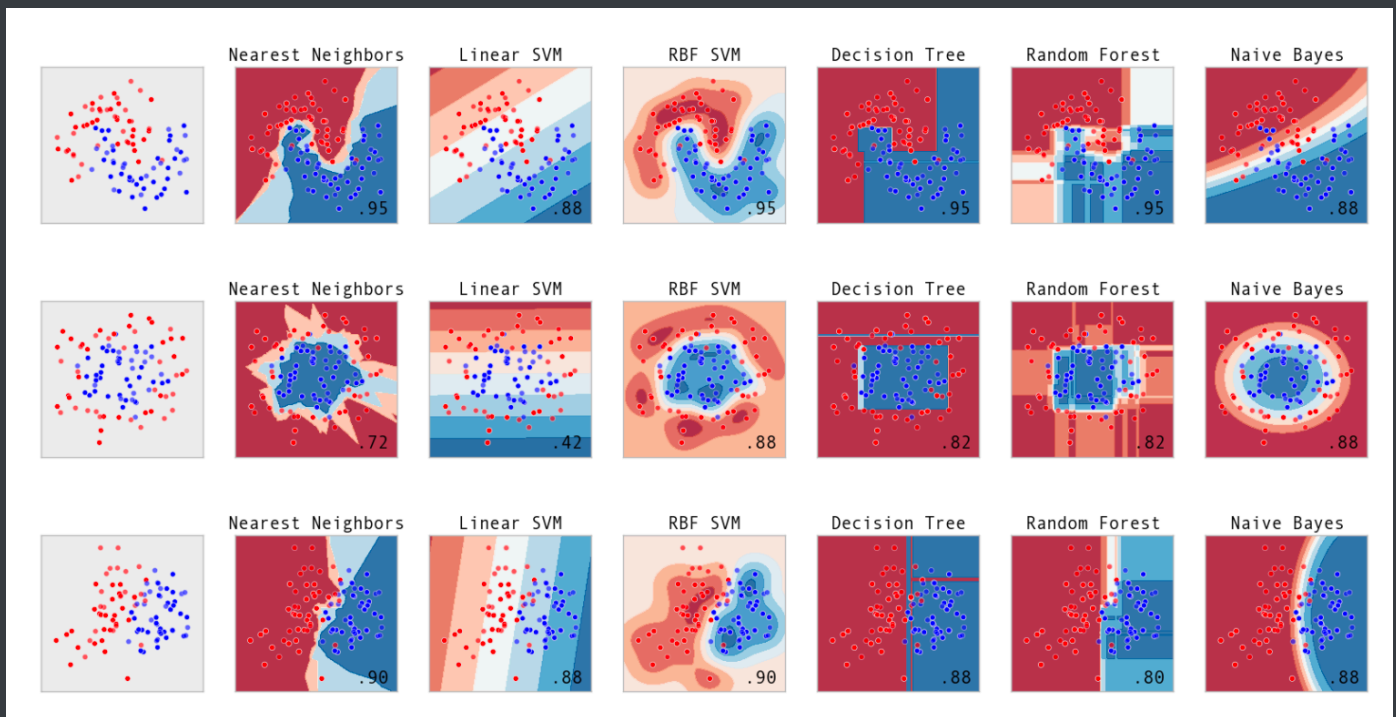 Nearest Neighbors Linear SVM RBF SVM Decision Tree Random Forest Naive Bayes
.95 .88 .95 .95 .95 .88
Nearest Neighbors Linear SVM RBF SVM Decision Tree Random Forest Naive Bayes
.72 .42 .88 .82 .82 .88
Nearest Neighbors Linear SVM RBF SVM Decision Tree Random Forest Naive Bayes
.90 .88 .90 .88 .80 .88